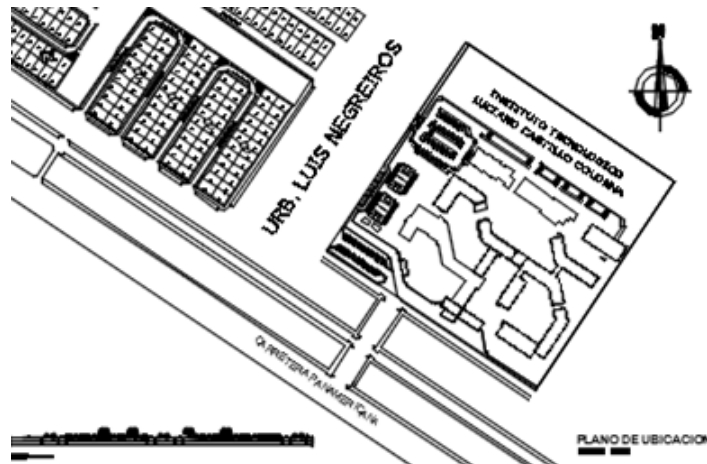 N
INSTITUTO TECNOLOGICO
LUCIANO CASTILLO COLONNA
URB. LUIS NEGREIROS
CARRETERA PANAMERICANA
PLANO DE UBICACION